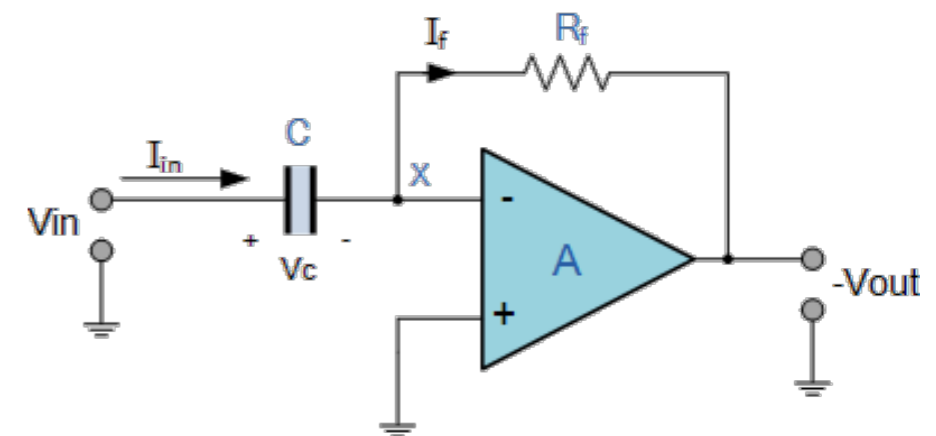 I_f
R_f
C
I_in
X
Vin
-
+ -
Vc
A
-Vout
+